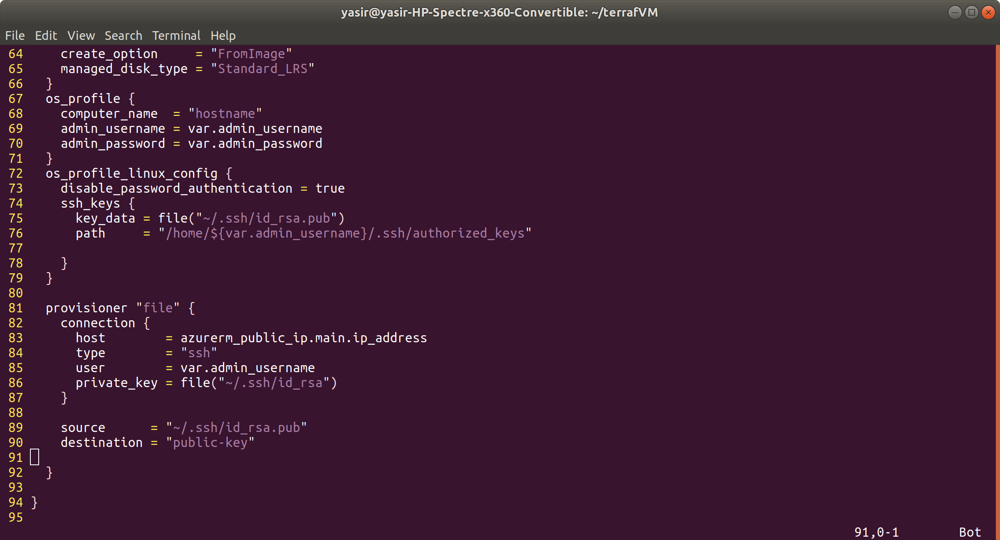 yasir@yasir-HP-Spectre-x360-Convertible: ~/terrafVM
File Edit View Search Terminal Help
64     create_option     = "FromImage"
65     managed_disk_type = "Standard_LRS"
66   }
67   os_profile {
68     computer_name  = "hostname"
69     admin_username = var.admin_username
70     admin_password = var.admin_password
71   }
72   os_profile_linux_config {
73     disable_password_authentication = true
74     ssh_keys {
75       key_data = file("~/.ssh/id_rsa.pub")
76       path     = "/home/${var.admin_username}/.ssh/authorized_keys"
77
78     }
79   }
80
81   provisioner "file" {
82     connection {
83       host        = azurerm_public_ip.main.ip_address
84       type        = "ssh"
85       user        = var.admin_username
86       private_key = file("~/.ssh/id_rsa")
87     }
88
89     source      = "~/.ssh/id_rsa.pub"
90     destination = "public-key"
91
92   }
93
94 }
95
91,0-1 Bot